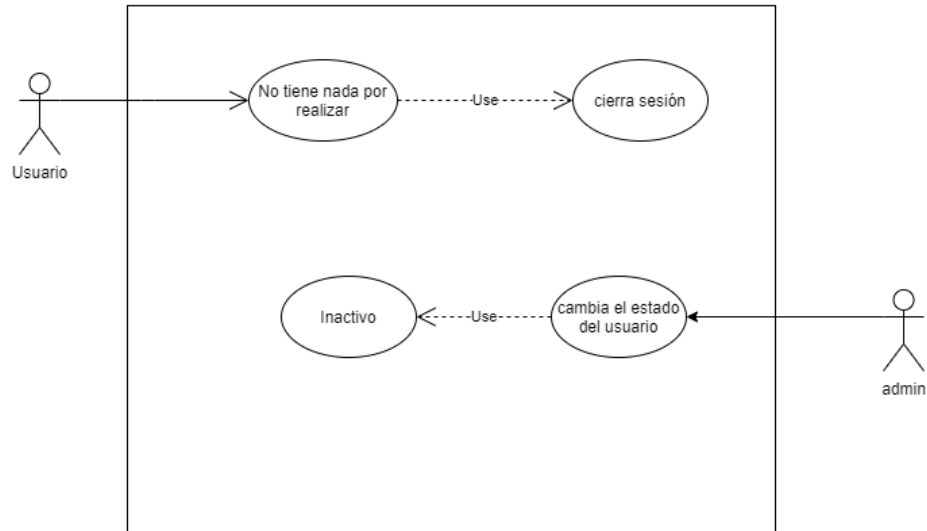 No tiene nada por
realizar
Use
cierra sesión
Usuario
Inactivo
Use
cambia el estado
del usuario
admin